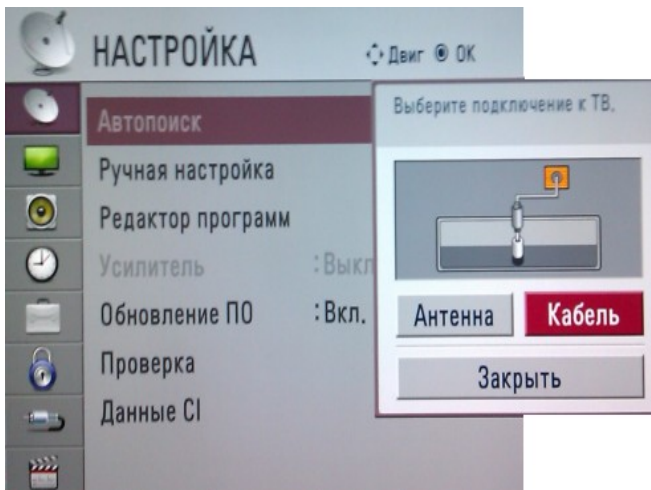 НАСТРОЙКА
Двиг ОК
Автопоиск
Ручная настройка
Редактор программ
Усилитель : Выкл
Обновление ПО : Вкл.
Проверка
Данные CI
Выберите подключение к ТВ.
Антенна Кабель
Закрыть